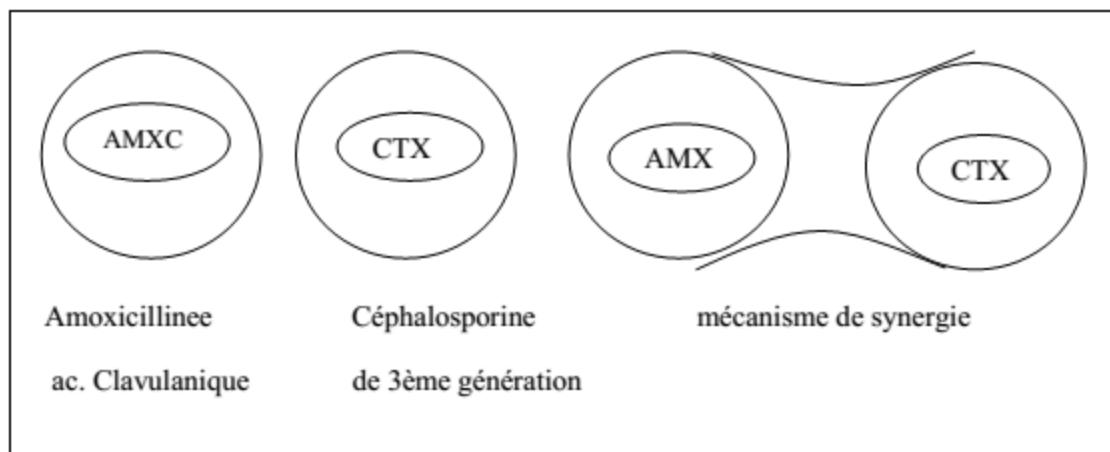 AMXC
CTX
AMX
CTX
Amoxicillinee Céphalosporine mécanisme de synergie
ac. Clavulanique de 3ème génération